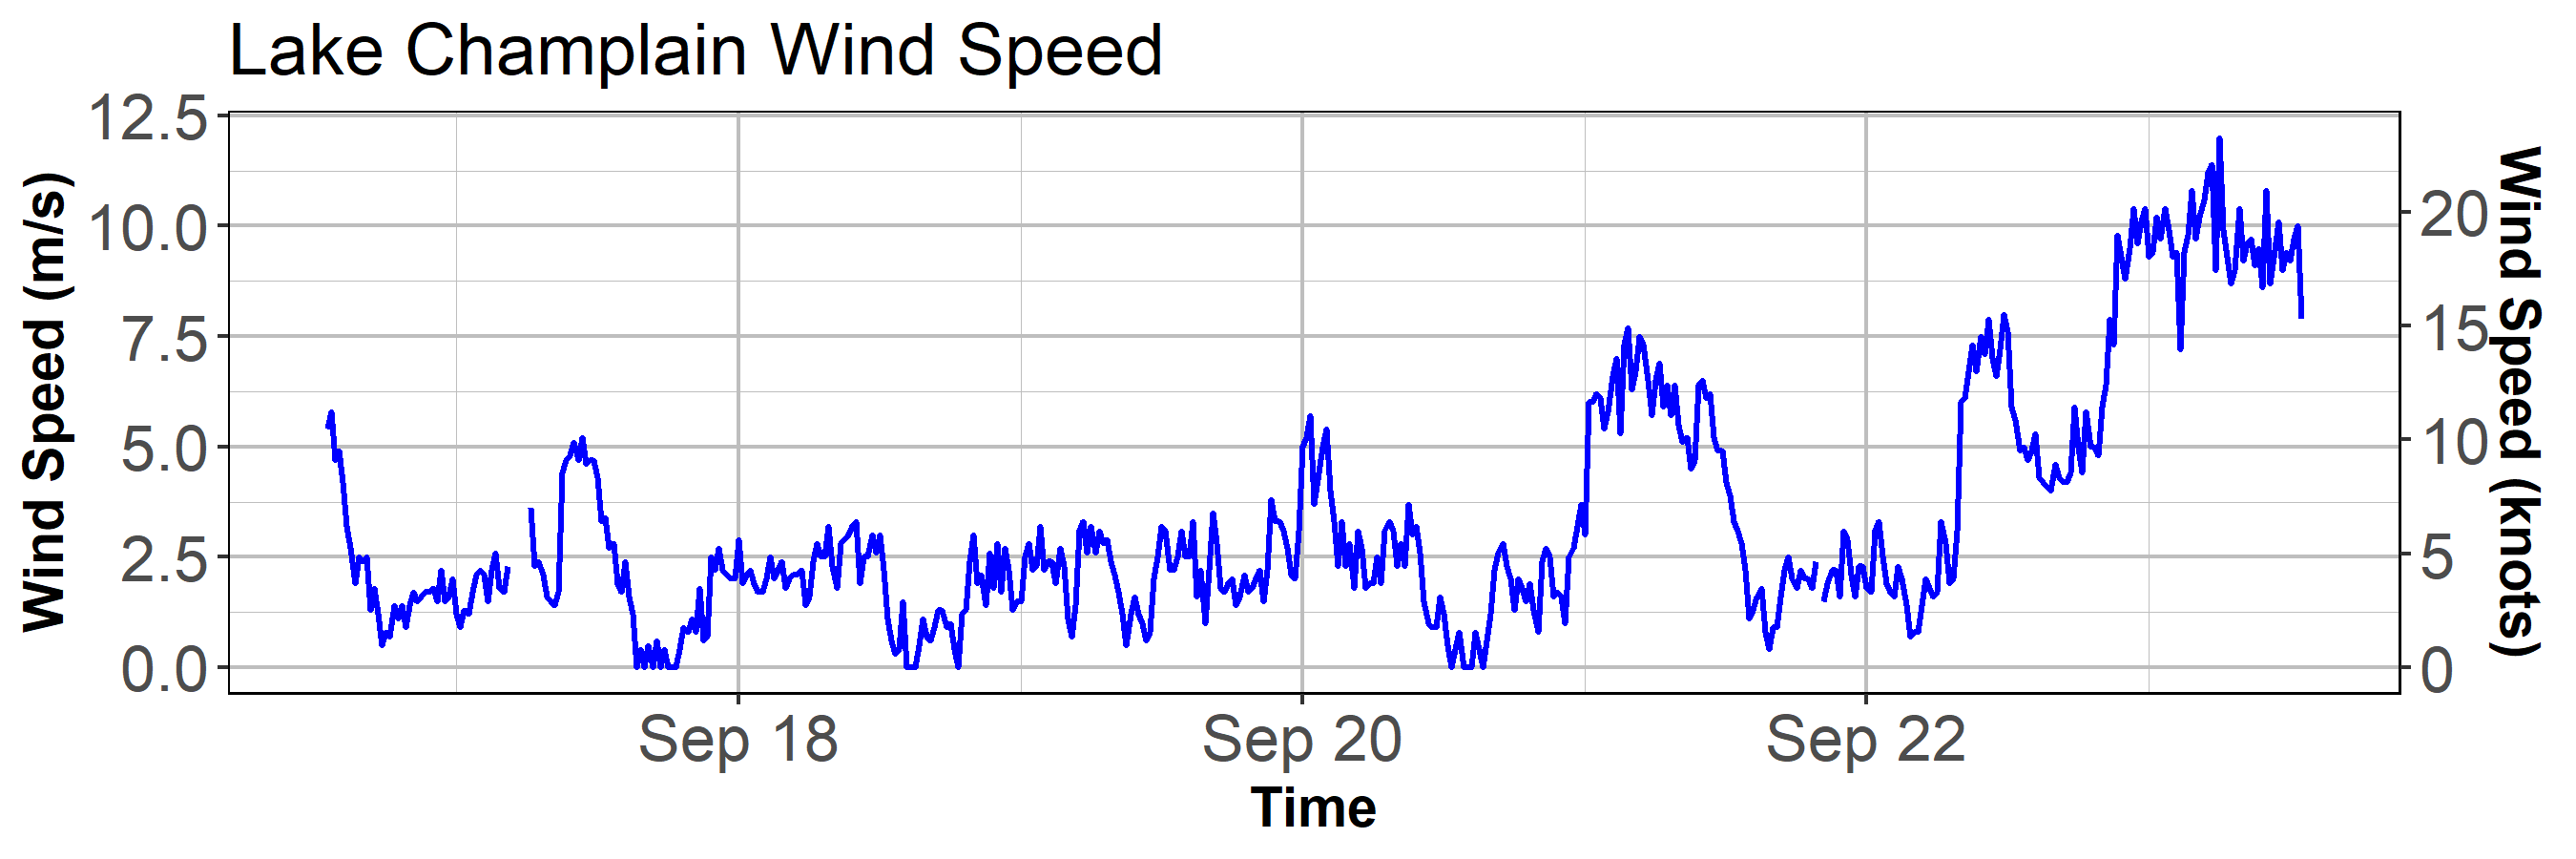 Lake Champlain Wind Speed
Wind Speed (m/s)
12.5
10.0
7.5
5.0
2.5
0.0
20
15
10
5
0
Wind Speed (knots)
Sep 18
Sep 20
Sep 22
Time